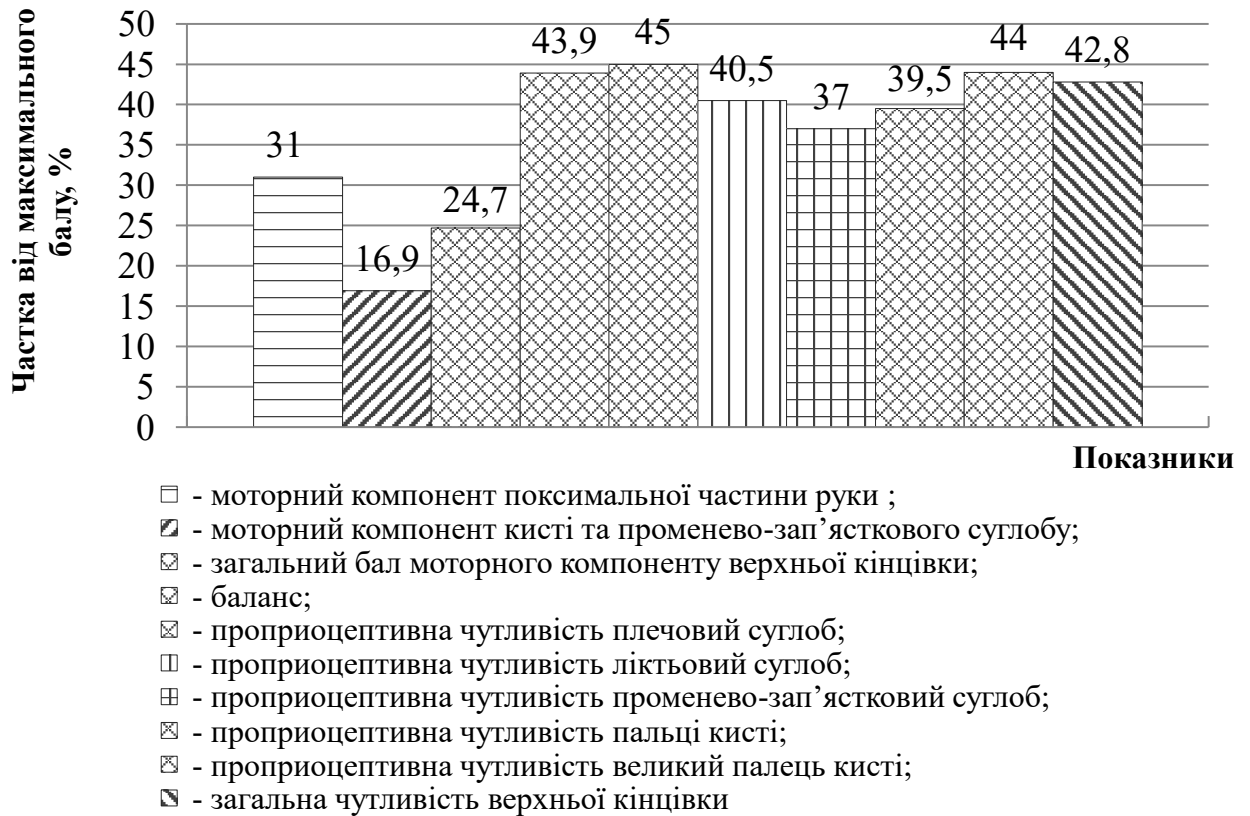 Частка від максимального
балу, %
50
45
40
35
30
25
20
15
10
5
0
31
16,9
24,7
43,9
45
40,5
37
39,5
44
42,8
Показники
- моторний компонент поксимальної частини руки ;
- моторний компонент кисті та променево-зап’ясткового суглобу;
- загальний бал моторного компоненту верхньої кінцівки;
- баланс;
- проприоцептивна чутливість плечовий суглоб;
- проприоцептивна чутливість ліктьовий суглоб;
- проприоцептивна чутливість променево-зап’ястковий суглоб;
- проприоцептивна чутливість пальці кисті;
- проприоцептивна чутливість великий палець кисті;
- загальна чутливість верхньої кінцівки